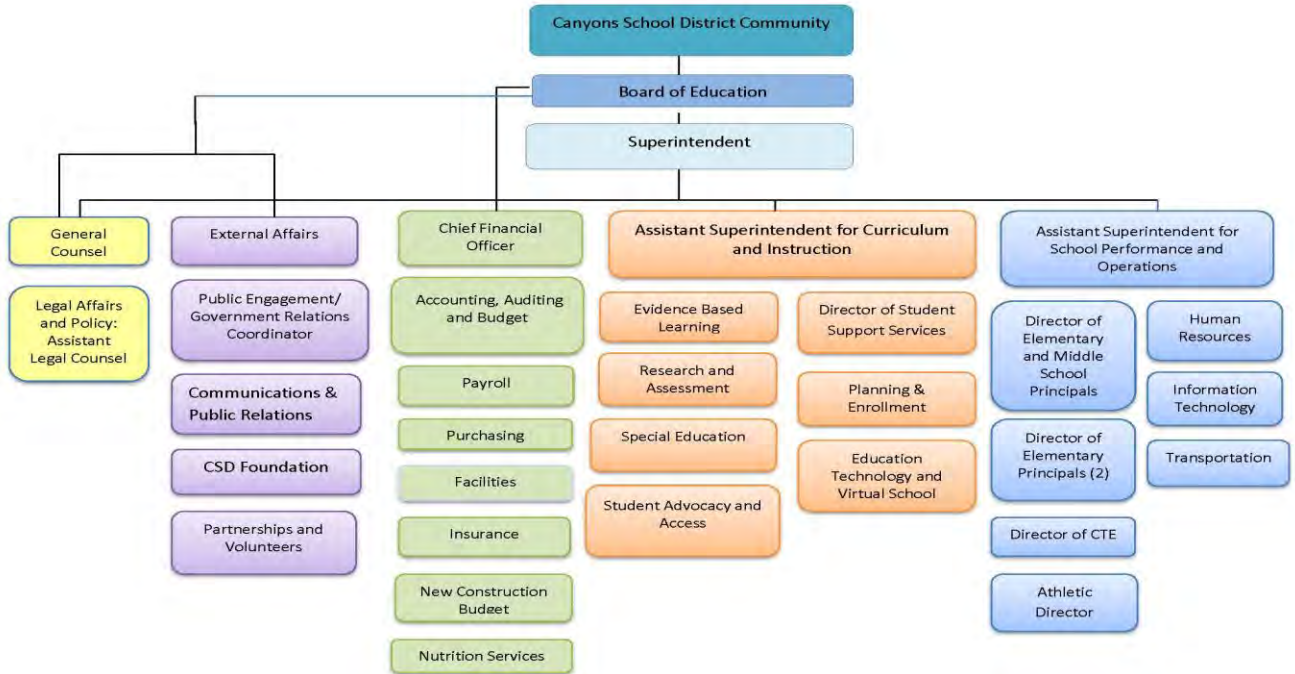 Canyons School District Community
Board of Education
Superintendent
General
Counsel
Legal Affairs
and Policy:
Assistant
Legal Counsel
External Affairs
Public Engagement/
Government Relations
Coordinator
Communications &
Public Relations
CSD Foundation
Partnerships and
Volunteers
Chief Financial
Officer
Accounting, Auditing
and Budget
Payroll
Purchasing
Facilities
Insurance
New Construction
Budget
Nutrition Services
Assistant Superintendent for Curriculum
and Instruction
Evidence Based
Learning
Research and
Assessment
Special Education
Student Advocacy and
Access
Director of Student
Support Services
Planning &
Enrollment
Education
Technology and
Virtual School
Assistant Superintendent for
School Performance and
Operations
Director of
Elementary
and Middle
School
Principals
Director of
Elementary
Principals (2)
Director of CTE
Athletic
Director
Human
Resources
Information
Technology
Transportation